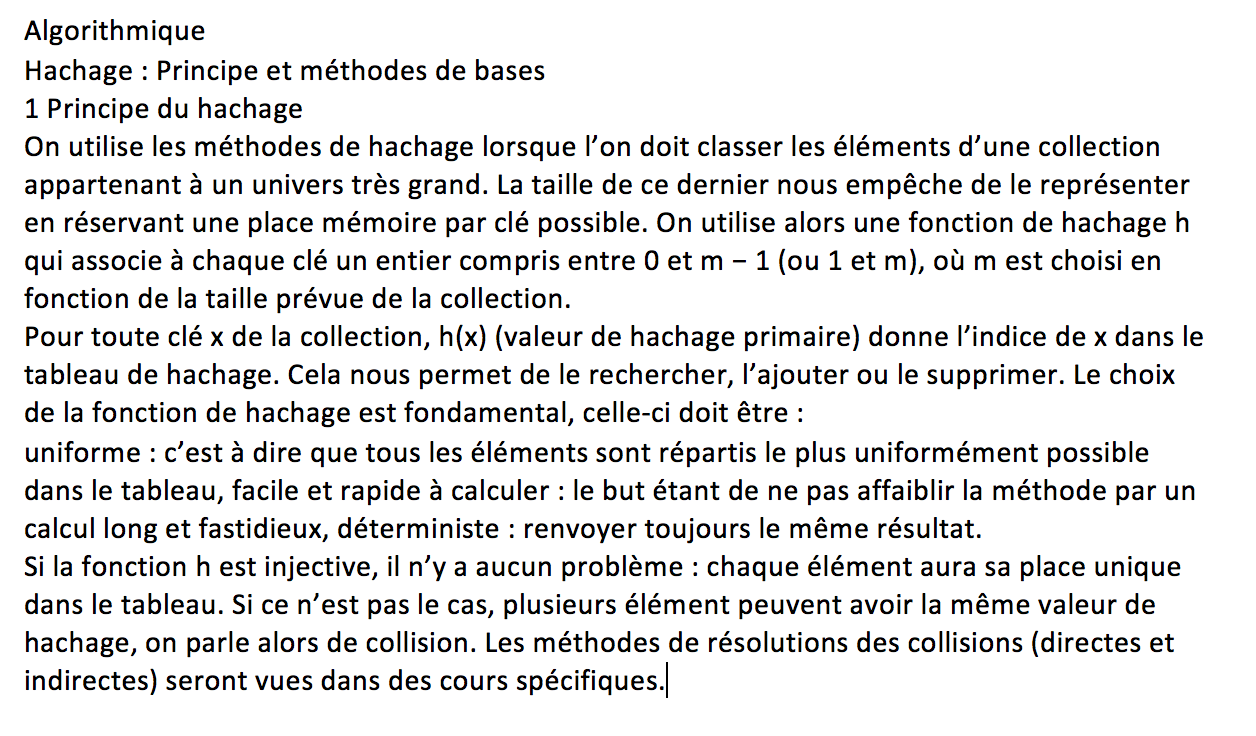 Algorithmique
Hachage : Principe et méthodes de bases
1 Principe du hachage
On utilise les méthodes de hachage lorsque l’on doit classer les éléments d’une collection
appartenant à un univers très grand. La taille de ce dernier nous empêche de le représenter
en réservant une place mémoire par clé possible. On utilise alors une fonction de hachage h
qui associe à chaque clé un entier compris entre 0 et m − 1 (ou 1 et m), où m est choisi en
fonction de la taille prévue de la collection.
Pour toute clé x de la collection, h(x) (valeur de hachage primaire) donne l’indice de x dans le
tableau de hachage. Cela nous permet de le rechercher, l’ajouter ou le supprimer. Le choix
de la fonction de hachage est fondamental, celle-ci doit être :
uniforme : c’est à dire que tous les éléments sont répartis le plus uniformément possible
dans le tableau, facile et rapide à calculer : le but étant de ne pas affaiblir la méthode par un
calcul long et fastidieux, déterministe : renvoyer toujours le même résultat.
Si la fonction h est injective, il n’y a aucun problème : chaque élément aura sa place unique
dans le tableau. Si ce n’est pas le cas, plusieurs élément peuvent avoir la même valeur de
hachage, on parle alors de collision. Les méthodes de résolutions des collisions (directes et
indirectes) seront vues dans des cours spécifiques.